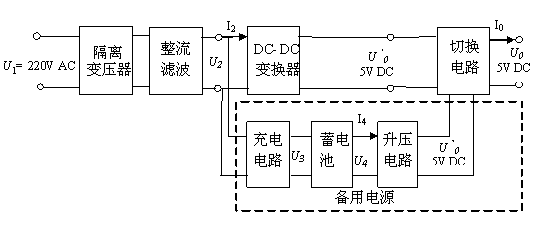 U1= 220V AC
隔离
变压器
整流
滤波
U2
I2
DC-DC
变换器
U*0
5V DC
切换
电路
I0
U0
5V DC
充电
电路
U3
蓄电
池
I4
U4
升压
电路
U*0
5V DC
备用电源